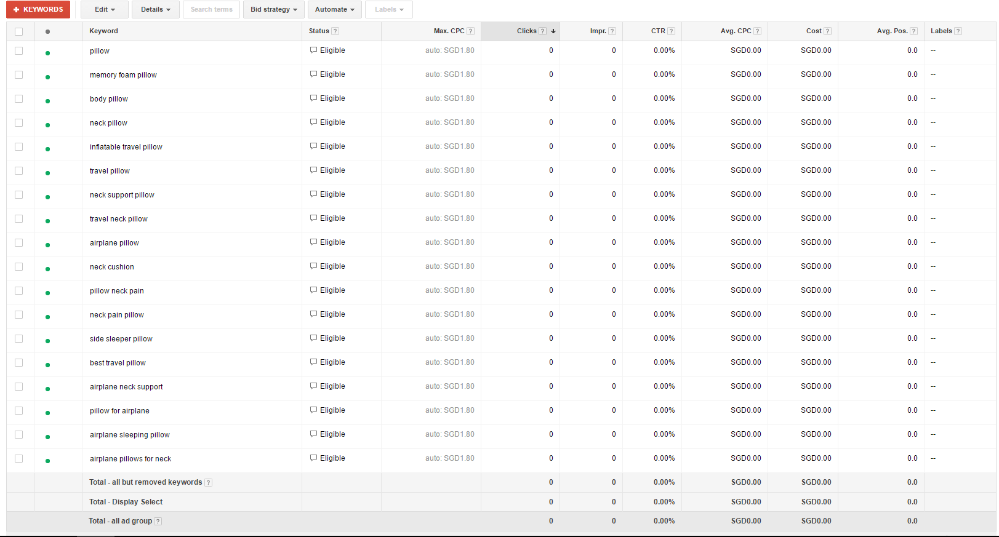 + KEYWORDS Edit Details Search terms Bid strategy Automate Labels
Keyword Status ? Max. CPC ? Clicks ? Impr. ? CTR ? Avg. CPC ? Cost ? Avg. Pos. ? Labels ?
pillow Eligible auto: SGD1.80 0 0 0.00% SGD0.00 SGD0.00 0.0 --
memory foam pillow Eligible auto: SGD1.80 0 0 0.00% SGD0.00 SGD0.00 0.0 --
body pillow Eligible auto: SGD1.80 0 0 0.00% SGD0.00 SGD0.00 0.0 --
neck pillow Eligible auto: SGD1.80 0 0 0.00% SGD0.00 SGD0.00 0.0 --
inflatable travel pillow Eligible auto: SGD1.80 0 0 0.00% SGD0.00 SGD0.00 0.0 --
travel pillow Eligible auto: SGD1.80 0 0 0.00% SGD0.00 SGD0.00 0.0 --
neck support pillow Eligible auto: SGD1.80 0 0 0.00% SGD0.00 SGD0.00 0.0 --
travel neck pillow Eligible auto: SGD1.80 0 0 0.00% SGD0.00 SGD0.00 0.0 --
airplane pillow Eligible auto: SGD1.80 0 0 0.00% SGD0.00 SGD0.00 0.0 --
neck cushion Eligible auto: SGD1.80 0 0 0.00% SGD0.00 SGD0.00 0.0 --
pillow neck pain Eligible auto: SGD1.80 0 0 0.00% SGD0.00 SGD0.00 0.0 --
neck pain pillow Eligible auto: SGD1.80 0 0 0.00% SGD0.00 SGD0.00 0.0 --
side sleeper pillow Eligible auto: SGD1.80 0 0 0.00% SGD0.00 SGD0.00 0.0 --
best travel pillow Eligible auto: SGD1.80 0 0 0.00% SGD0.00 SGD0.00 0.0 --
airplane neck support Eligible auto: SGD1.80 0 0 0.00% SGD0.00 SGD0.00 0.0 --
pillow for airplane Eligible auto: SGD1.80 0 0 0.00% SGD0.00 SGD0.00 0.0 --
airplane sleeping pillow Eligible auto: SGD1.80 0 0 0.00% SGD0.00 SGD0.00 0.0 --
airplane pillows for neck Eligible auto: SGD1.80 0 0 0.00% SGD0.00 SGD0.00 0.0 --
Total - all but removed keywords ? 0 0 0.00% SGD0.00 SGD0.00 0.0
Total - Display Select 0 0 0.00% SGD0.00 SGD0.00 0.0
Total - all ad group ? 0 0 0.00% SGD0.00 SGD0.00 0.0